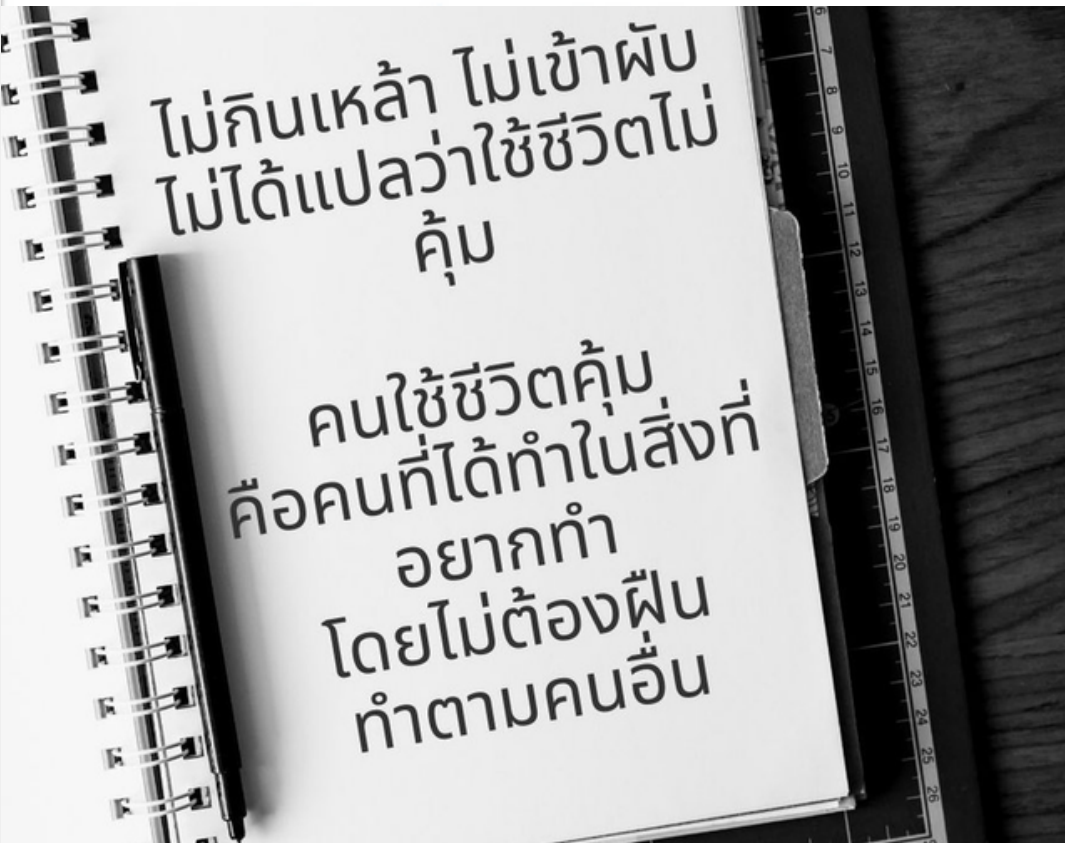 ไม่กินเหล้า ไม่เข้าผับ
ไม่ได้แปลว่าใช้ชีวิตไม่
คุ้ม
คนใช้ชีวิตคุ้ม
คือคนที่ได้ทำในสิ่งที่
อยากทำ
โดยไม่ต้องฝืน
ทำตามคนอื่น
6
7
8
9
10
11
12
13
14
15
16
17
18
19
20
21
22
23
24
25
26